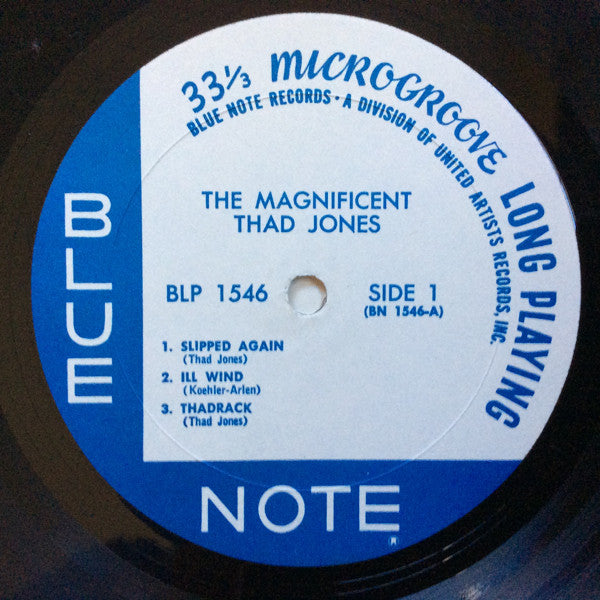 33⅓ MICROGROOVE LONG PLAYING
BLUE NOTE RECORDS • A DIVISION OF UNITED ARTISTS RECORDS, INC.
THE MAGNIFICENT
THAD JONES
BLP 1546
SIDE 1
(BN 1546-A)
1. SLIPPED AGAIN
(Thad Jones)
2. ILL WIND
(Koehler-Arlen)
3. THADRACK
(Thad Jones)
BLUE
NOTE